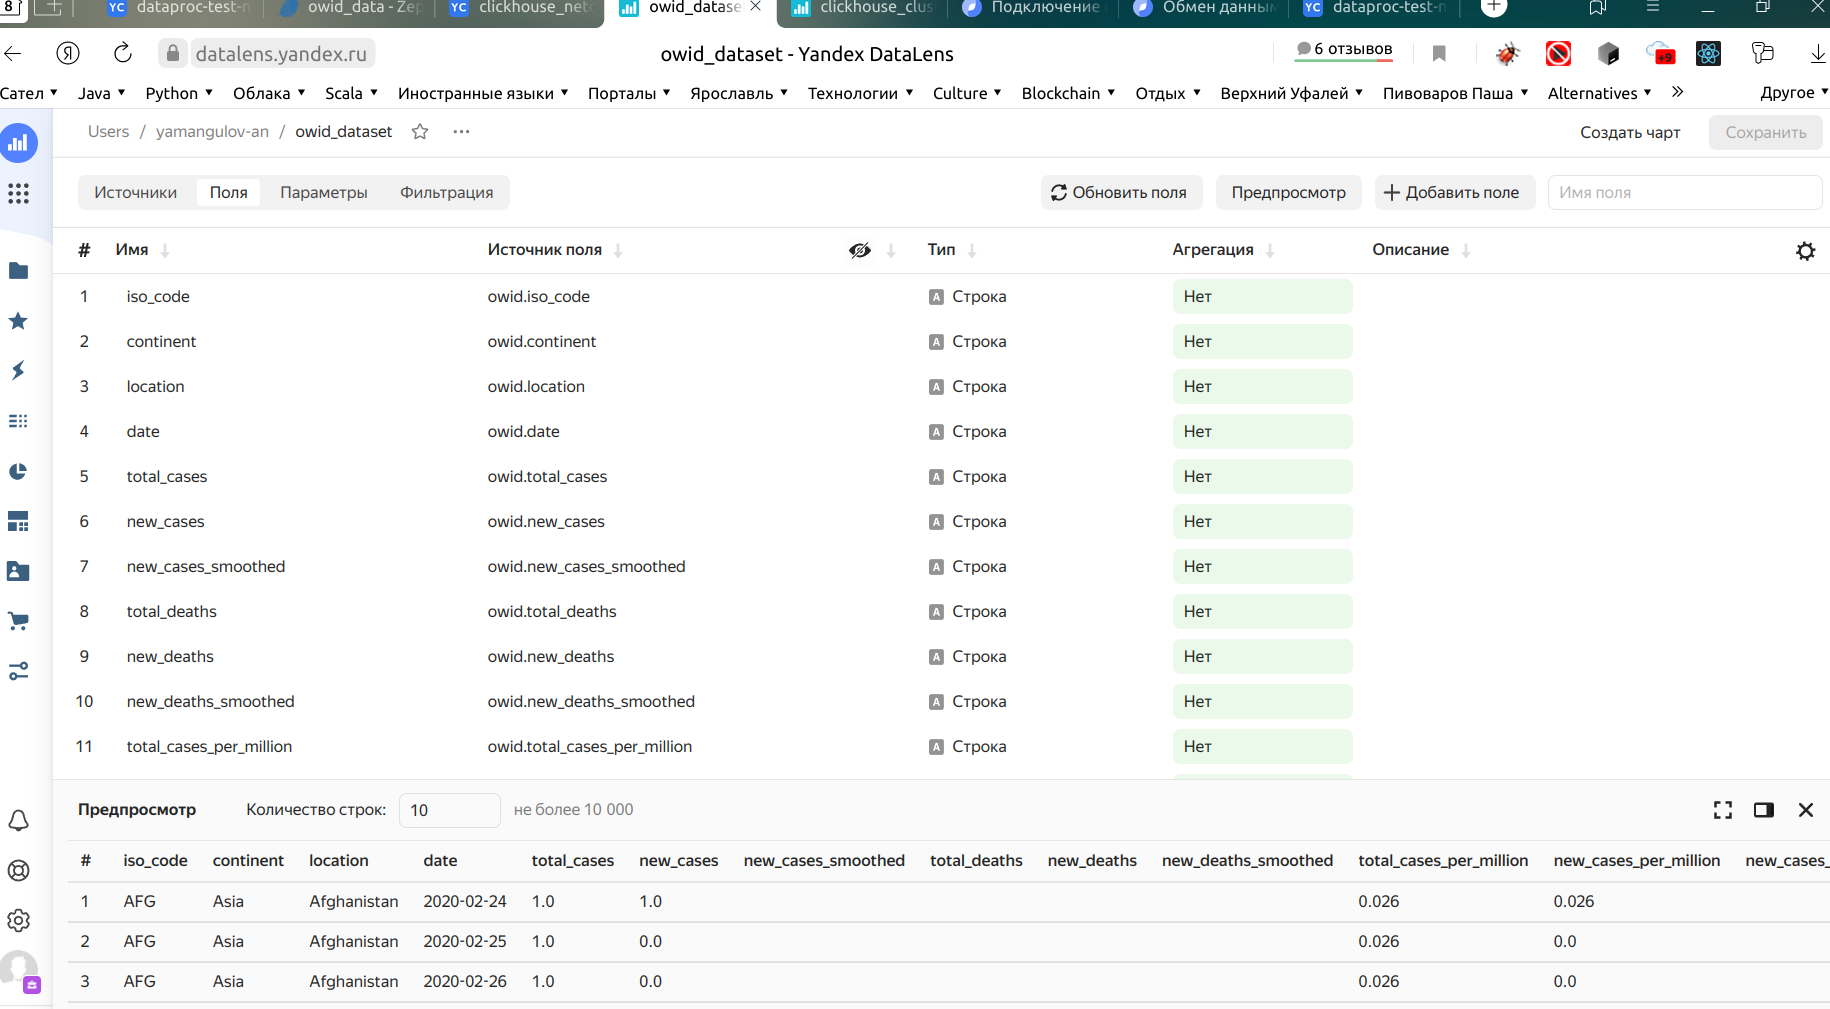 8 YC dataproc-test-n owid_data - Zep YC clickhouse_netw owid_datase clickhouse_clus Подключение Обмен данным YC dataproc-test-n
datalens.yandex.ru owid_dataset - Yandex DataLens 6 отзывов +9
Сател Java Python Облака Scala Иностранные языки Порталы Ярославль Технологии Culture Blockchain Отдых Верхний Уфалей Пивоваров Паша Alternatives » Другое
Users / yamangulov-an / owid_dataset Создать чарт Сохранить
Источники Поля Параметры Фильтрация Обновить поля Предпросмотр Добавить поле Имя поля
# Имя Источник поля Тип Агрегация Описание
1 iso_code owid.iso_code A Строка Нет
2 continent owid.continent A Строка Нет
3 location owid.location A Строка Нет
4 date owid.date A Строка Нет
5 total_cases owid.total_cases A Строка Нет
6 new_cases owid.new_cases A Строка Нет
7 new_cases_smoothed owid.new_cases_smoothed A Строка Нет
8 total_deaths owid.total_deaths A Строка Нет
9 new_deaths owid.new_deaths A Строка Нет
10 new_deaths_smoothed owid.new_deaths_smoothed A Строка Нет
11 total_cases_per_million owid.total_cases_per_million A Строка Нет
Предпросмотр Количество строк: 10 не более 10 000
# iso_code continent location date total_cases new_cases new_cases_smoothed total_deaths new_deaths new_deaths_smoothed total_cases_per_million new_cases_per_million new_cases_
1 AFG Asia Afghanistan 2020-02-24 1.0 1.0 0.026 0.026
2 AFG Asia Afghanistan 2020-02-25 1.0 0.0 0.026 0.0
3 AFG Asia Afghanistan 2020-02-26 1.0 0.0 0.026 0.0